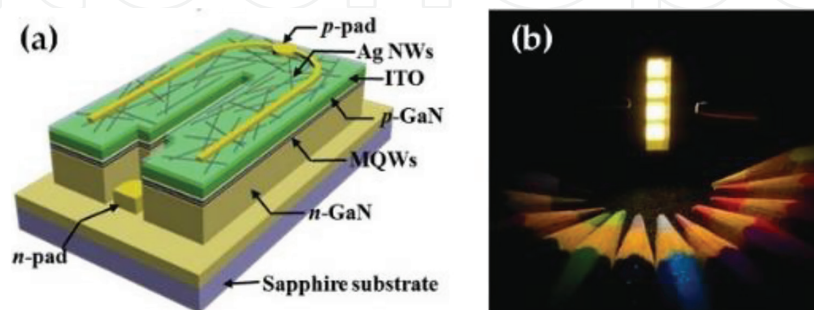 (a)
p-pad
Ag NWs
ITO
p-GaN
MQWs
n-GaN
n-pad
Sapphire substrate
(b)